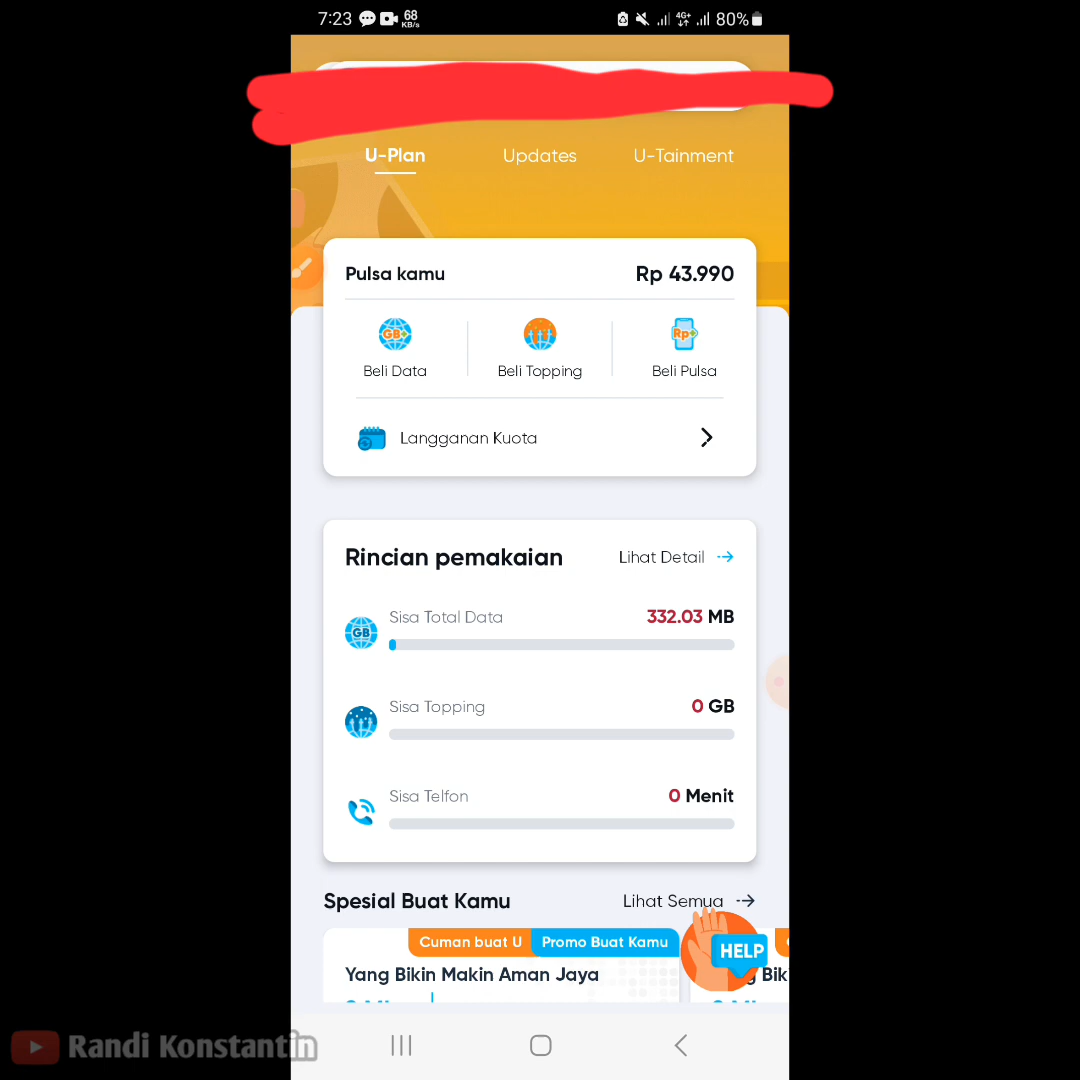 7:23 68 KB/s 4G+ 80%
U-Plan Updates U-Tainment
Pulsa kamu Rp 43.990
GB+ Rp+
Beli Data Beli Topping Beli Pulsa
Langganan Kuota
Rincian pemakaian Lihat Detail
Sisa Total Data 332.03 MB
GB
Sisa Topping 0 GB
Sisa Telfon 0 Menit
Spesial Buat Kamu Lihat Semua
Cuman buat U Promo Buat Kamu
HELP
Yang Bikin Makin Aman Jaya
Randi Konstantin